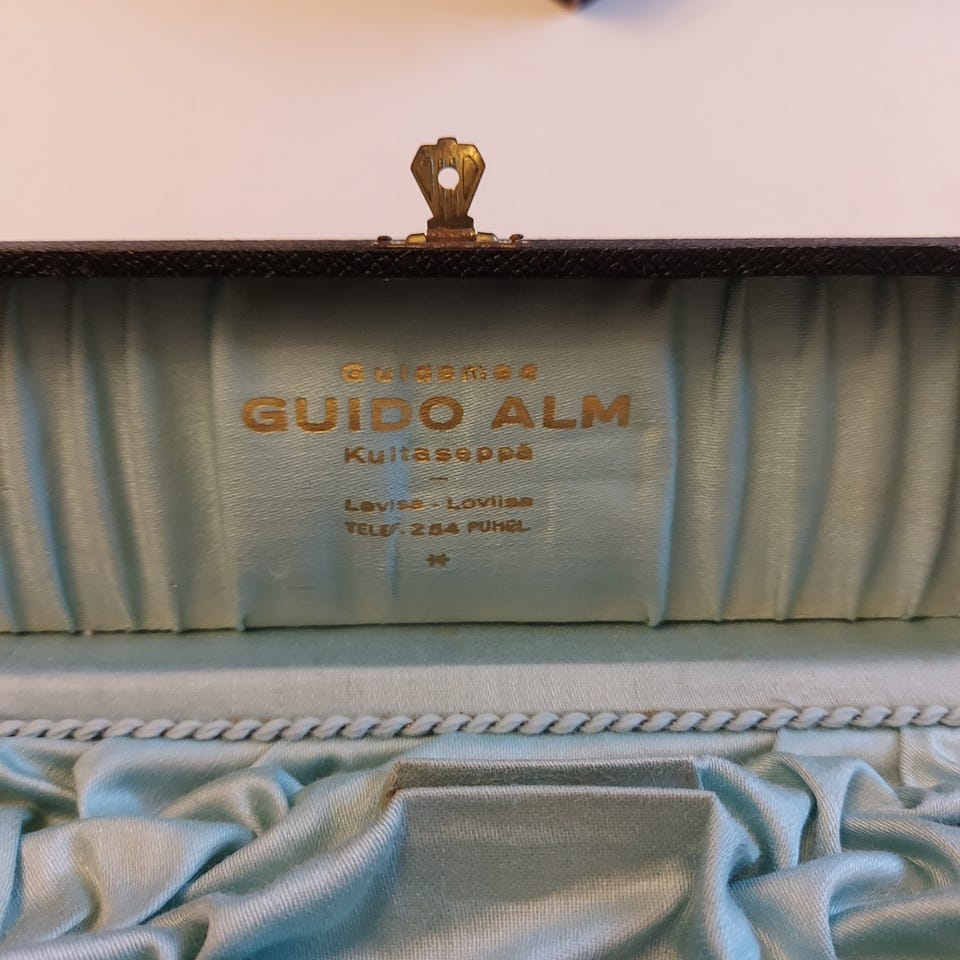 Guldsmed
GUIDO ALM
Kultaseppä
Lovisa - Loviisa
TELEF. 284 PUHEL.